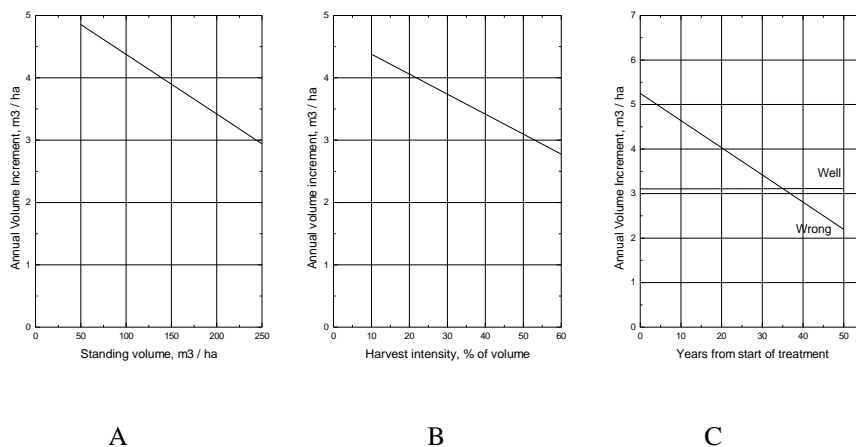 Annual Volume Increment, m3 / ha
5
4
3
2
1
0
0 50 100 150 200 250
Standing volume, m3 / ha
A
Annual volume increment, m3 / ha
5
4
3
2
1
0
0 10 20 30 40 50 60
Harvest intensity, % of volume
B
Annual Volume Increment, m3 / ha
7
6
5
4
3
2
1
0
Well
Wrong
0 10 20 30 40 50
Years from start of treatment
C